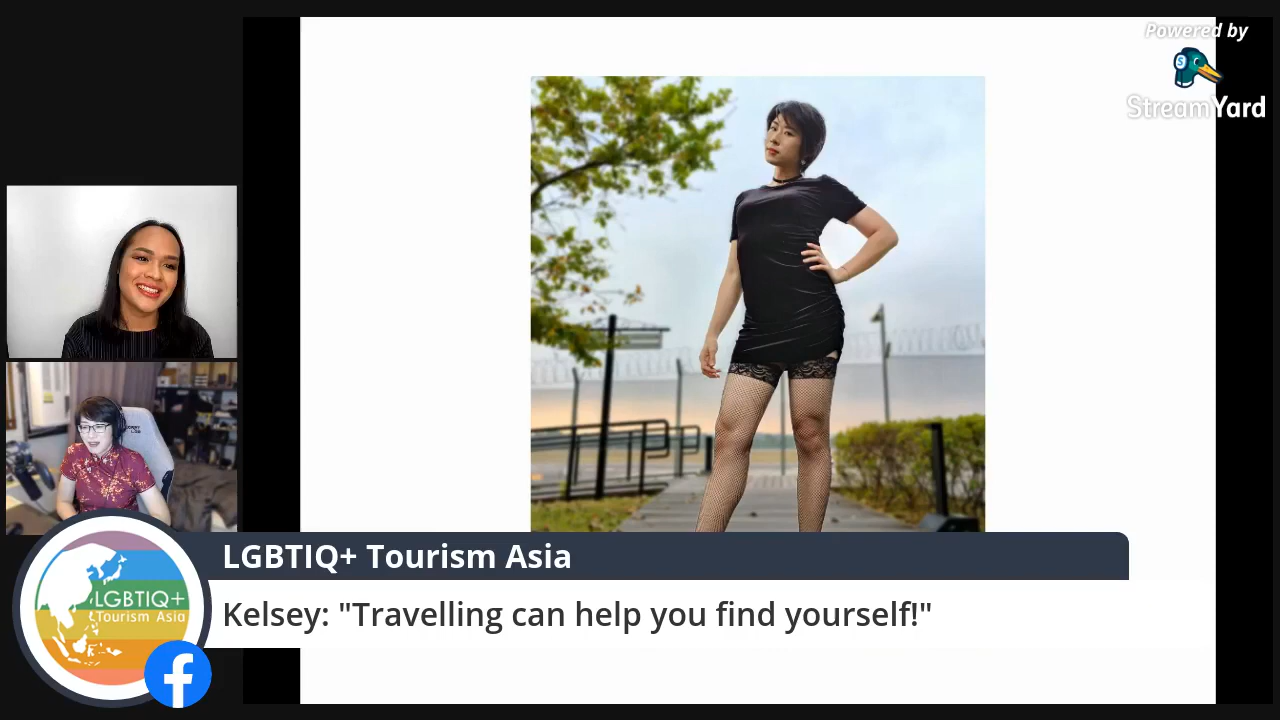 Powered by
StreamYard
LGBTIQ+ Tourism Asia
Kelsey: "Travelling can help you find yourself!"
LGBTIQ+
Tourism Asia